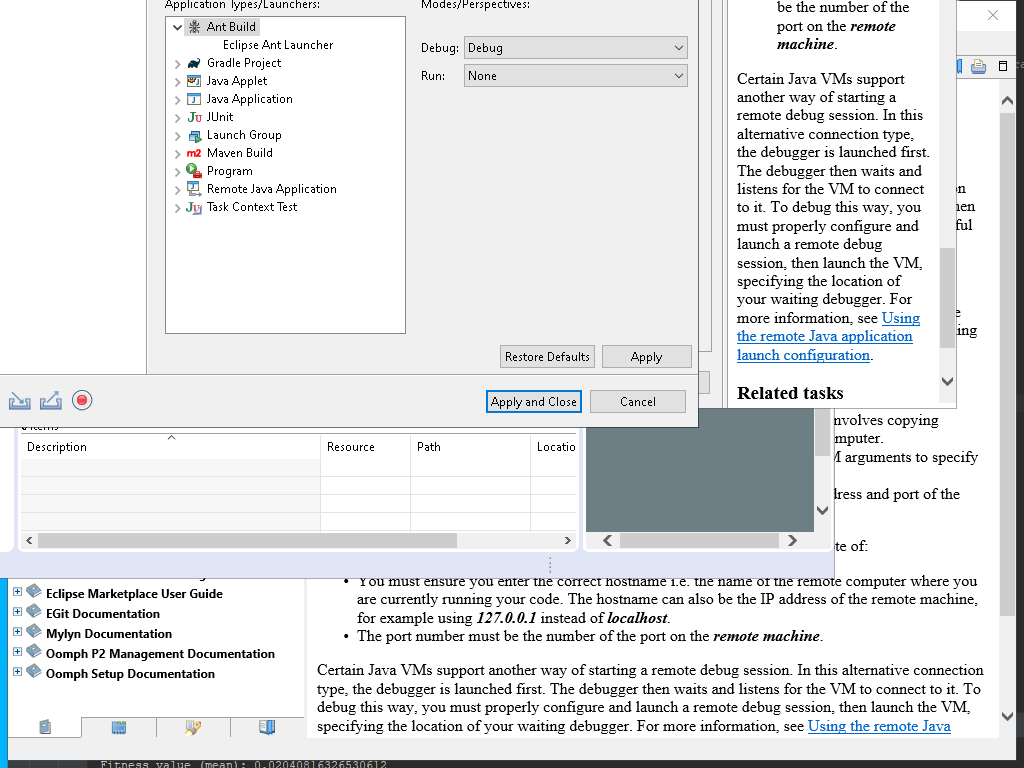 Application Types/Launchers:
Modes/Perspectives:
Ant Build
Eclipse Ant Launcher
Gradle Project
Java Applet
Java Application
JUnit
Launch Group
Maven Build
Program
Remote Java Application
Task Context Test
Debug: Debug
Run: None
Restore Defaults
Apply
Apply and Close
Cancel
be the number of the
port on the remote
machine.
Certain Java VMs support
another way of starting a
remote debug session. In this
alternative connection type,
the debugger is launched first.
The debugger then waits and
listens for the VM to connect
to it. To debug this way, you
must properly configure and
launch a remote debug
session, then launch the VM,
specifying the location of
your waiting debugger. For
more information, see Using
the remote Java application
launch configuration.
Related tasks
Description
Resource
Path
Locatio
nvolves copying
mputer.
M arguments to specify
dress and port of the
te of:
Eclipse Marketplace User Guide
EGit Documentation
Mylyn Documentation
Oomph P2 Management Documentation
Oomph Setup Documentation
• You must ensure you enter the correct hostname i.e. the name of the remote computer where you
are currently running your code. The hostname can also be the IP address of the remote machine,
for example using 127.0.0.1 instead of localhost.
• The port number must be the number of the port on the remote machine.
Certain Java VMs support another way of starting a remote debug session. In this alternative connection
type, the debugger is launched first. The debugger then waits and listens for the VM to connect to it. To
debug this way, you must properly configure and launch a remote debug session, then launch the VM,
specifying the location of your waiting debugger. For more information, see Using the remote Java
Fitness value (mean): 0.02040816326530612